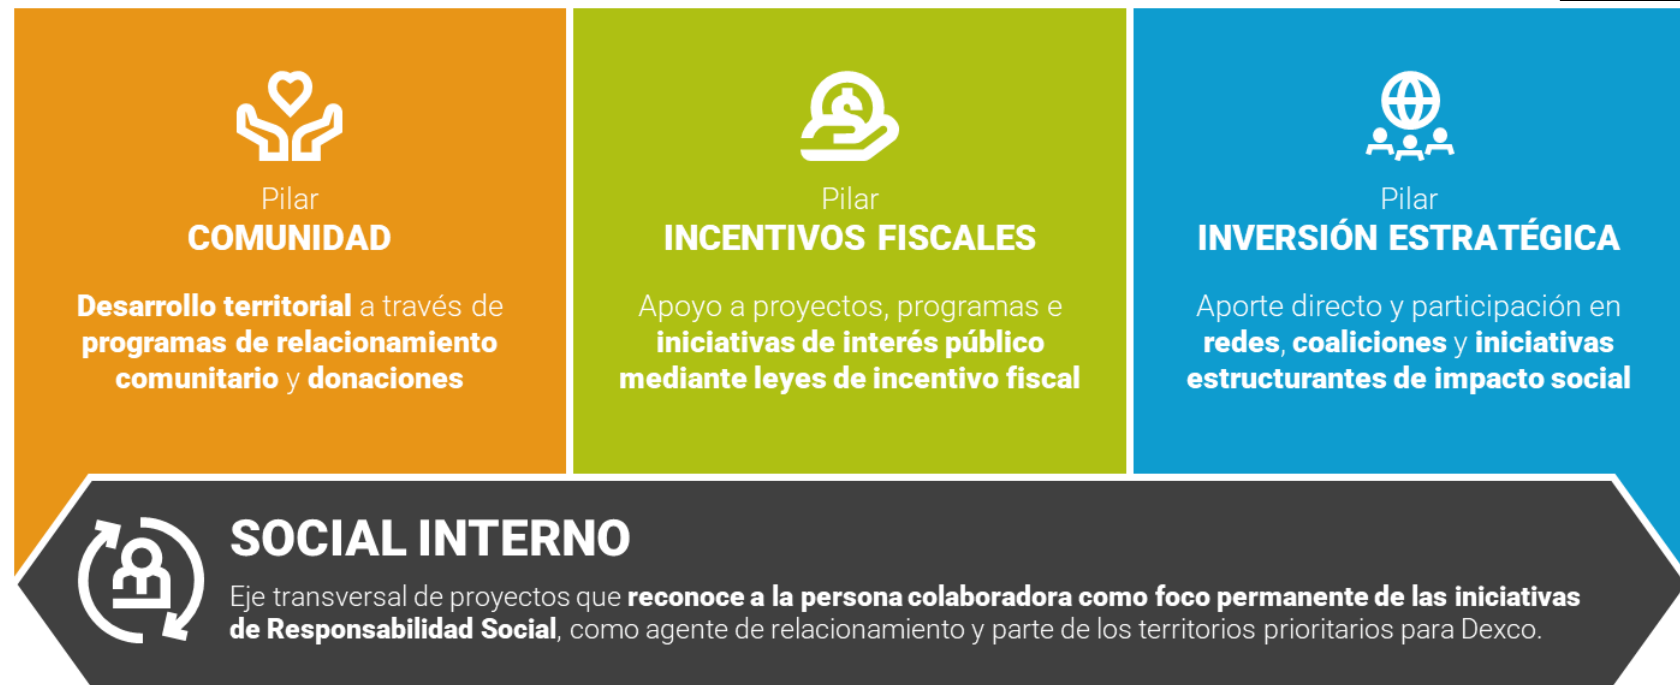 Pilar
COMUNIDAD
Desarrollo territorial a través de
programas de relacionamiento
comunitario y donaciones
Pilar
INCENTIVOS FISCALES
Apoyo a proyectos, programas e
iniciativas de interés público
mediante leyes de incentivo fiscal
Pilar
INVERSIÓN ESTRATÉGICA
Aporte directo y participación en
redes, coaliciones y iniciativas
estructurantes de impacto social
SOCIAL INTERNO
Eje transversal de proyectos que reconoce a la persona colaboradora como foco permanente de las iniciativas
de Responsabilidad Social, como agente de relacionamiento y parte de los territorios prioritarios para Dexco.